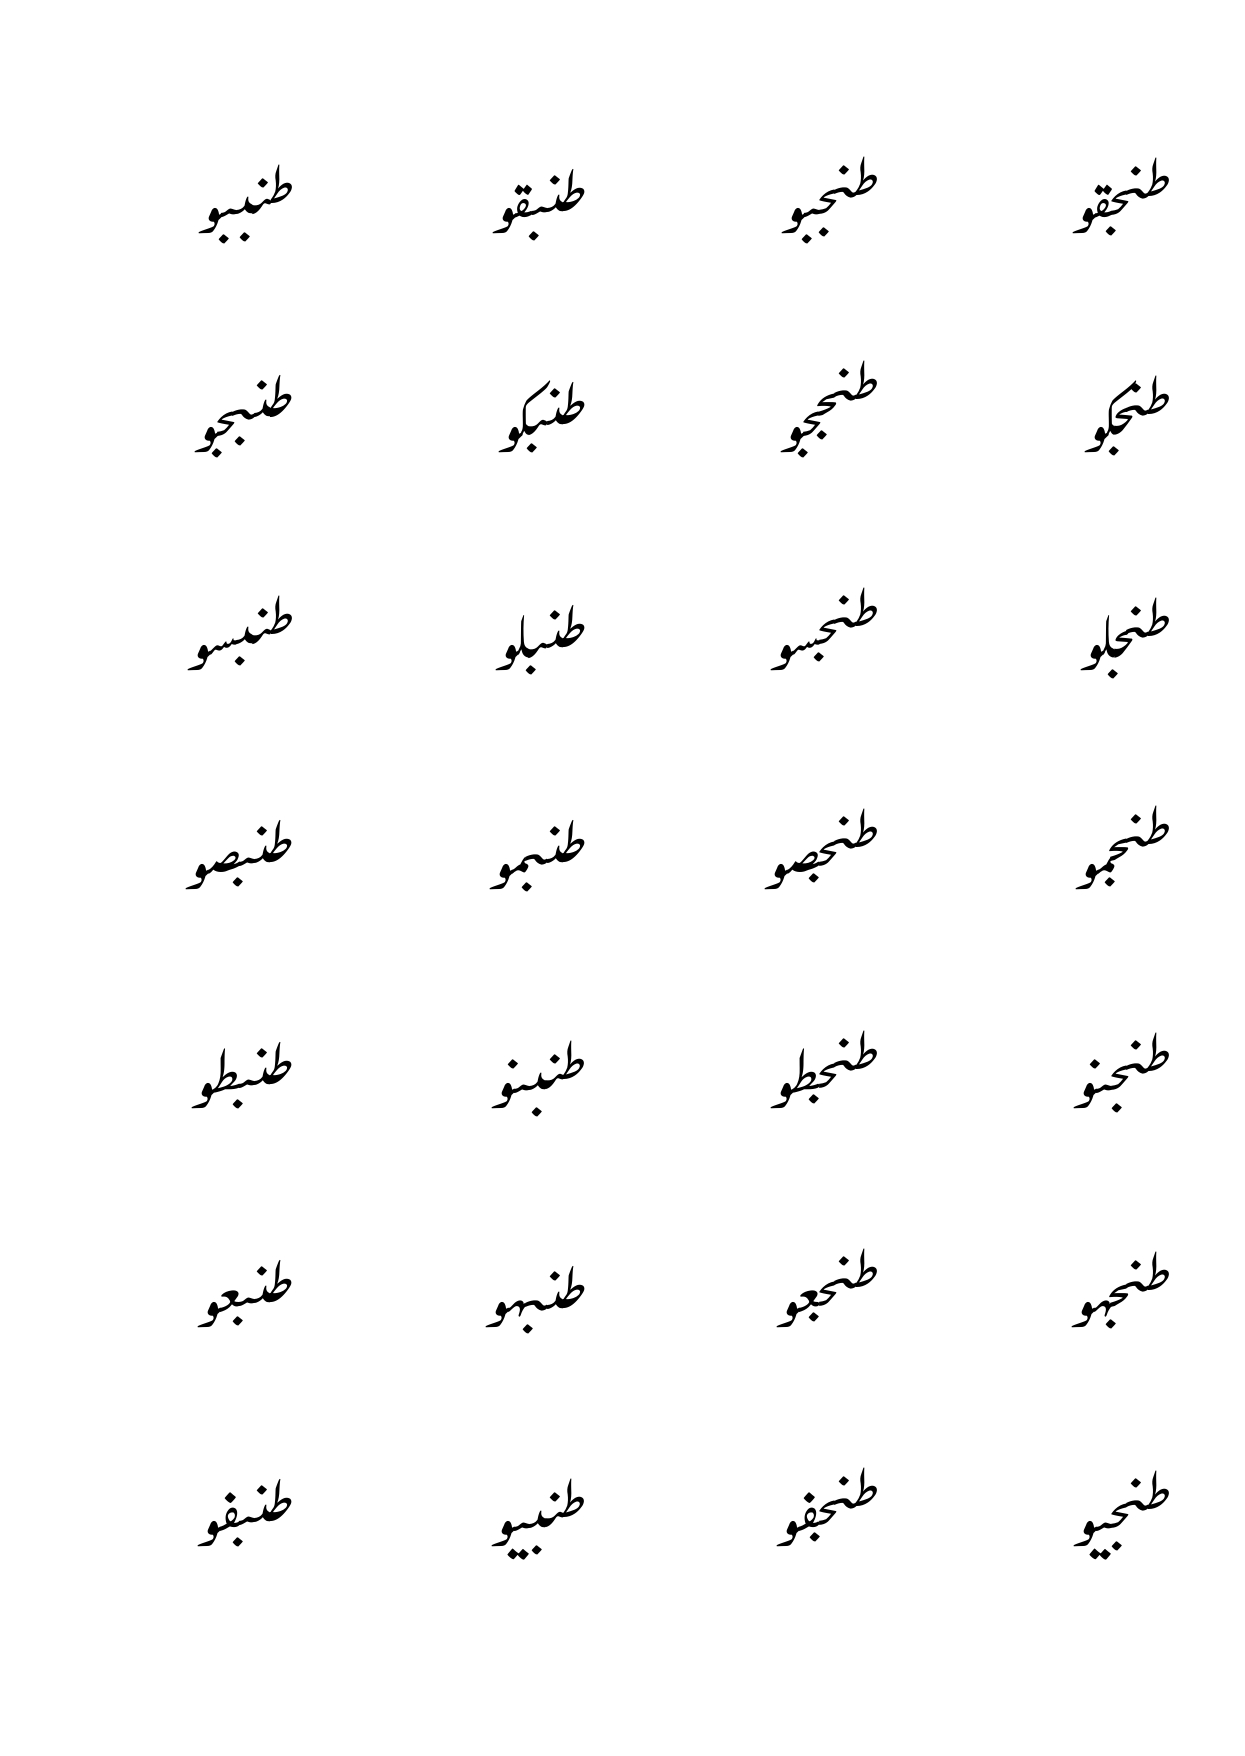 طنجقو طنجبو طنبقو طنببو
طنجكو طنججو طنبكو طنبجو
طنجلو طنجسو طنبلو طنبسو
طنجمو طنجصو طنبمو طنبصو
طنجنو طنجطو طنبنو طنبطو
طنجهو طنجعو طنبهو طنبعو
طنجيو طنجفو طنبيو طنبفو